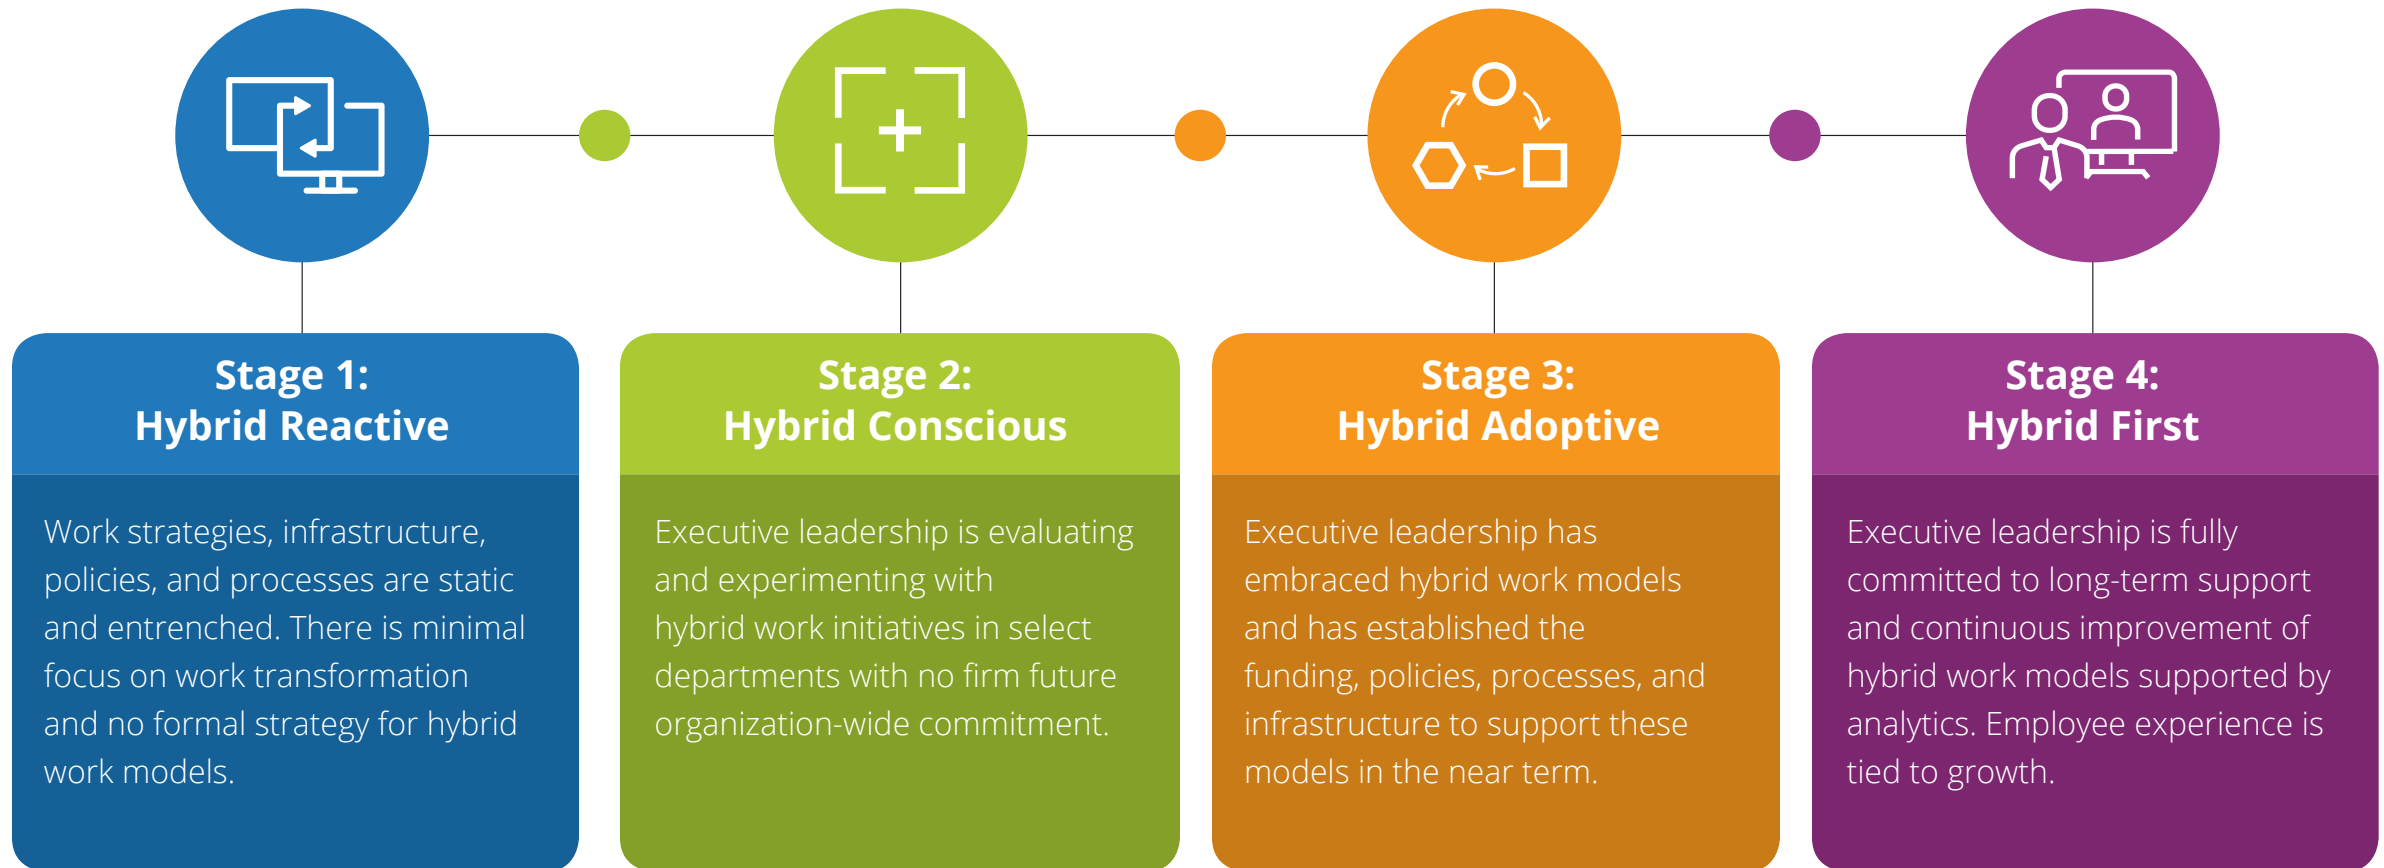 Stage 1:
Hybrid Reactive
Work strategies, infrastructure,
policies, and processes are static
and entrenched. There is minimal
focus on work transformation
and no formal strategy for hybrid
work models.
Stage 2:
Hybrid Conscious
Executive leadership is evaluating
and experimenting with
hybrid work initiatives in select
departments with no firm future
organization-wide commitment.
Stage 3:
Hybrid Adoptive
Executive leadership has
embraced hybrid work models
and has established the
funding, policies, processes, and
infrastructure to support these
models in the near term.
Stage 4:
Hybrid First
Executive leadership is fully
committed to long-term support
and continuous improvement of
hybrid work models supported by
analytics. Employee experience is
tied to growth.